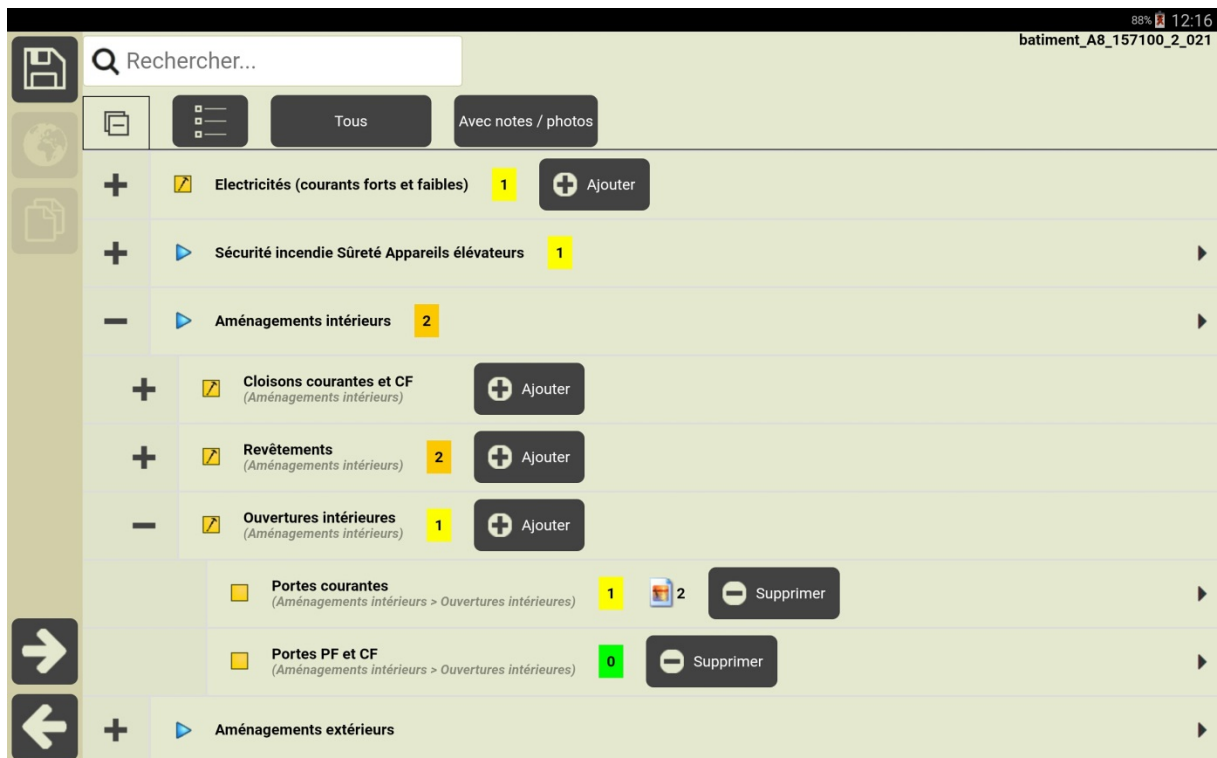 88% 12:16
batiment_A8_157100_2_021
Rechercher...
Tous
Avec notes / photos
Electricités (courants forts et faibles) 1 Ajouter
Sécurité incendie Sûreté Appareils élévateurs 1
Aménagements intérieurs 2
Cloisons courantes et CF
(Aménagements intérieurs)
Ajouter
Revêtements
(Aménagements intérieurs)
2 Ajouter
Ouvertures intérieures
(Aménagements intérieurs)
1 Ajouter
Portes courantes
(Aménagements intérieurs > Ouvertures intérieures)
1 2 Supprimer
Portes PF et CF
(Aménagements intérieurs > Ouvertures intérieures)
0 Supprimer
Aménagements extérieurs